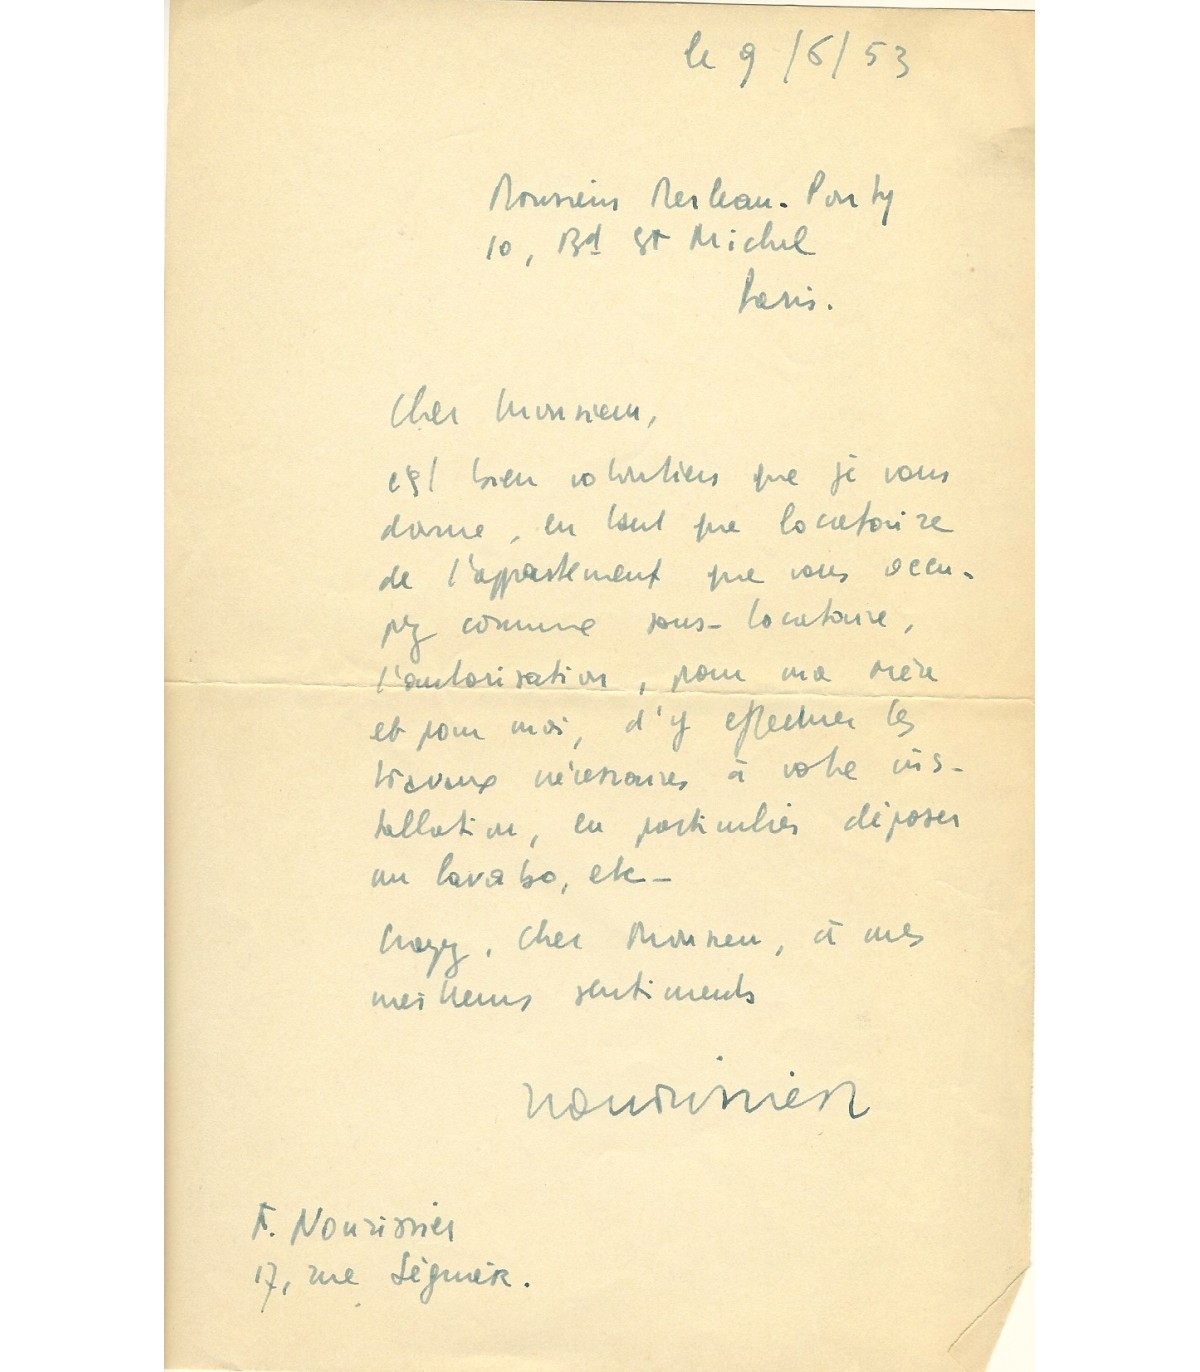 le 9/6/53
Monsieur Merleau-Ponty
10, Bd St Michel
Paris.
Cher Monsieur,
c'est bien volontiers que je vous
donne, en tant que locataire
de l'appartement que vous occu-
pez comme sous-locataire,
l'autorisation, pour ma mère
et pour moi, d'y effectuer les
travaux nécessaires à votre ins-
tallation, en particulier déposer
un lavabo, etc-
Croyez, cher Monsieur, à mes
meilleurs sentiments
Nourissier
F. Nourissier
17, rue Séguier.